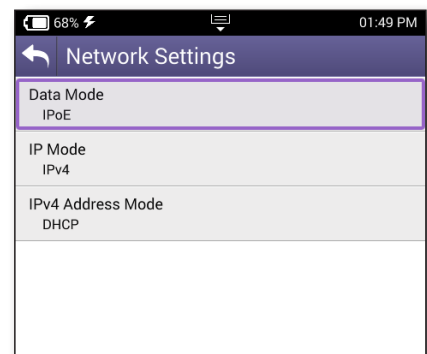 68% 01:49 PM
Network Settings
Data Mode
IPoE
IP Mode
IPv4
IPv4 Address Mode
DHCP